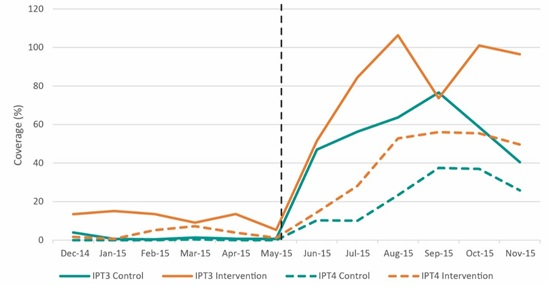 120
100
80
60
40
20
0
Coverage (%)
Dec-14 Jan-15 Feb-15 Mar-15 Apr-15 May-15 Jun-15 Jul-15 Aug-15 Sep-15 Oct-15 Nov-15
IPT3 Control IPT3 Intervention IPT4 Control IPT4 Intervention